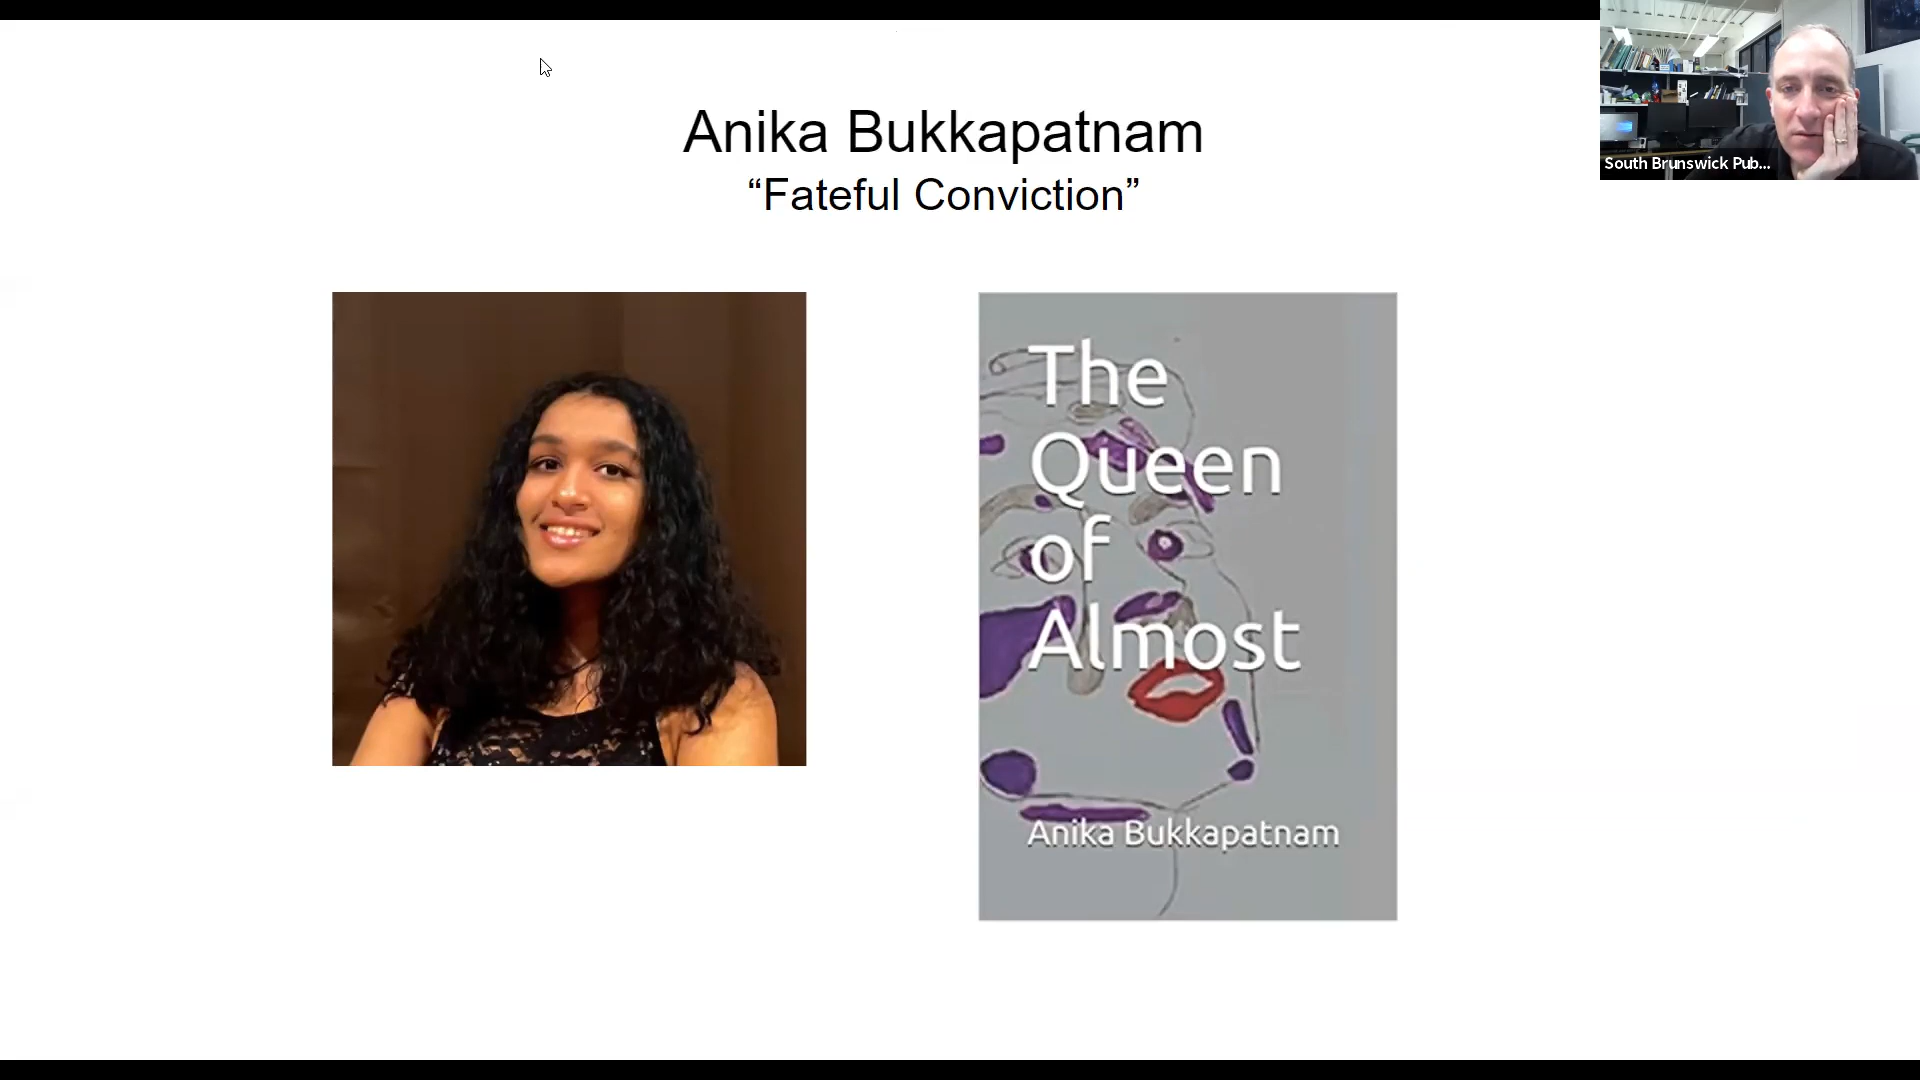 Anika Bukkapatnam
“Fateful Conviction”
South Brunswick Pub...
The
Queen
of
Almost
Anika Bukkapatnam